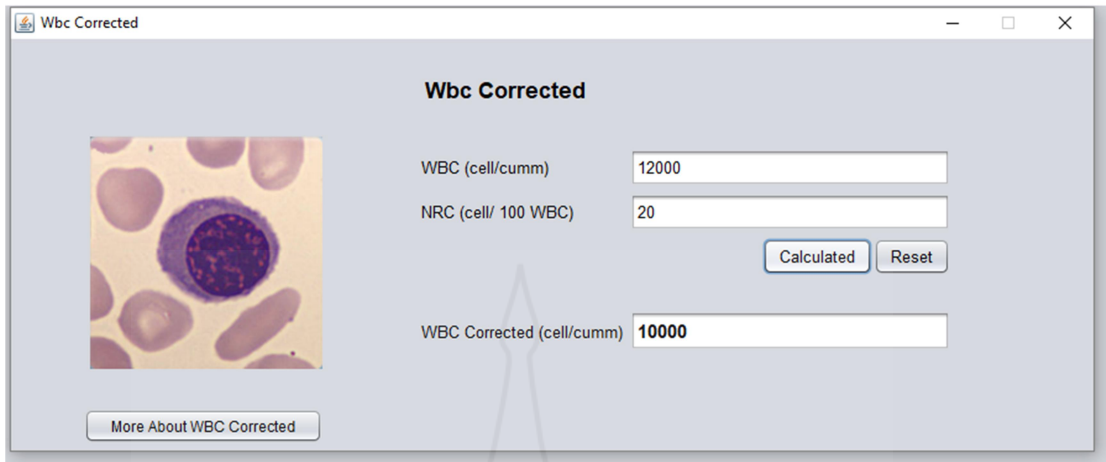 Wbc Corrected
Wbc Corrected
WBC (cell/cumm) 12000
NRC (cell/ 100 WBC) 20
Calculated Reset
WBC Corrected (cell/cumm) 10000
More About WBC Corrected